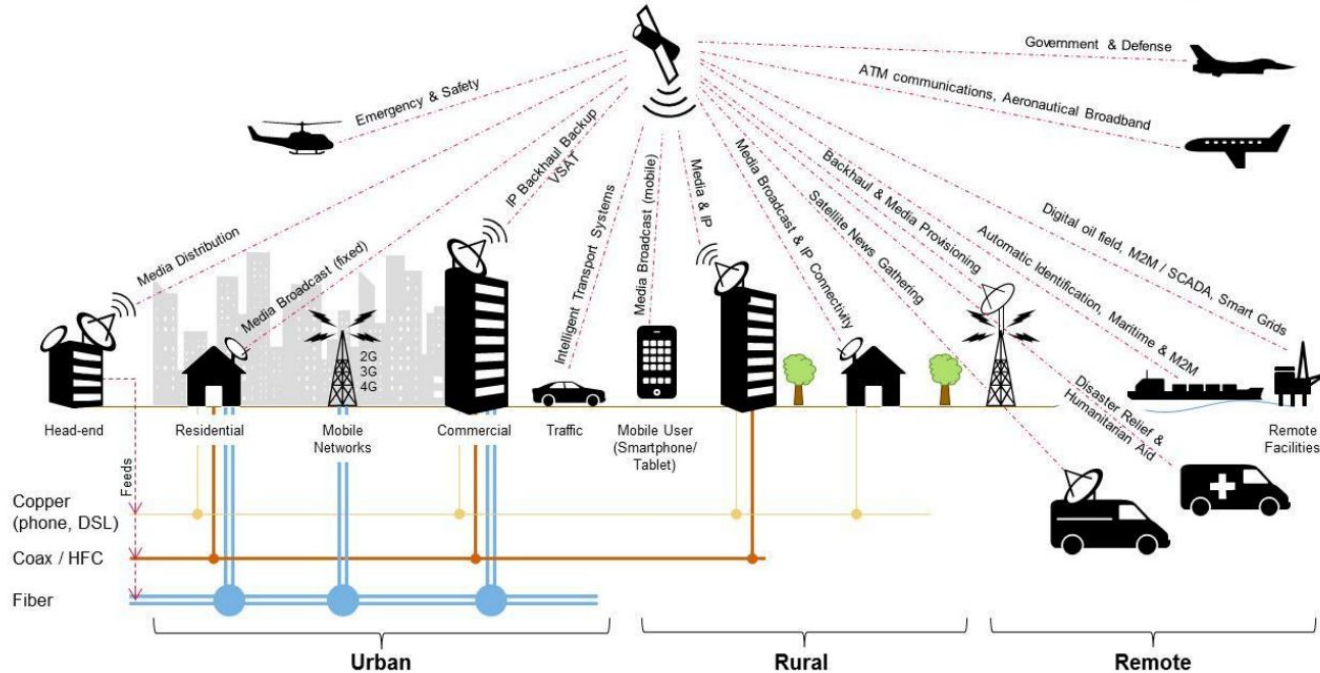 Government & Defense
ATM communications, Aeronautical Broadband
Emergency & Safety
Media Distribution
Media Broadcast (fixed)
IP Backhaul Backup
VSAT
Intelligent Transport Systems
Media Broadcast (mobile)
Media & IP
Media Broadcast & IP Connectivity
Satellite News Gathering
Backhaul & Media Provisioning
Automatic Identification, Maritime & M2M
Digital oil field, M2M / SCADA, Smart Grids
Disaster Relief &
Humanitarian Aid
2G
3G
4G
Head-end
Residential
Mobile
Networks
Commercial
Traffic
Mobile User
(Smartphone/
Tablet)
Remote
Facilities
Feeds
Copper
(phone, DSL)
Coax / HFC
Fiber
Urban
Rural
Remote